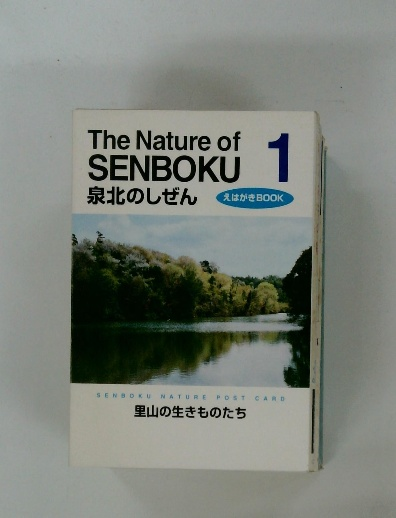 The Nature of
SENBOKU 1
泉北のしぜん えはがきBOOK
SENBOKU NATURE POST CARD
里山の生きものたち